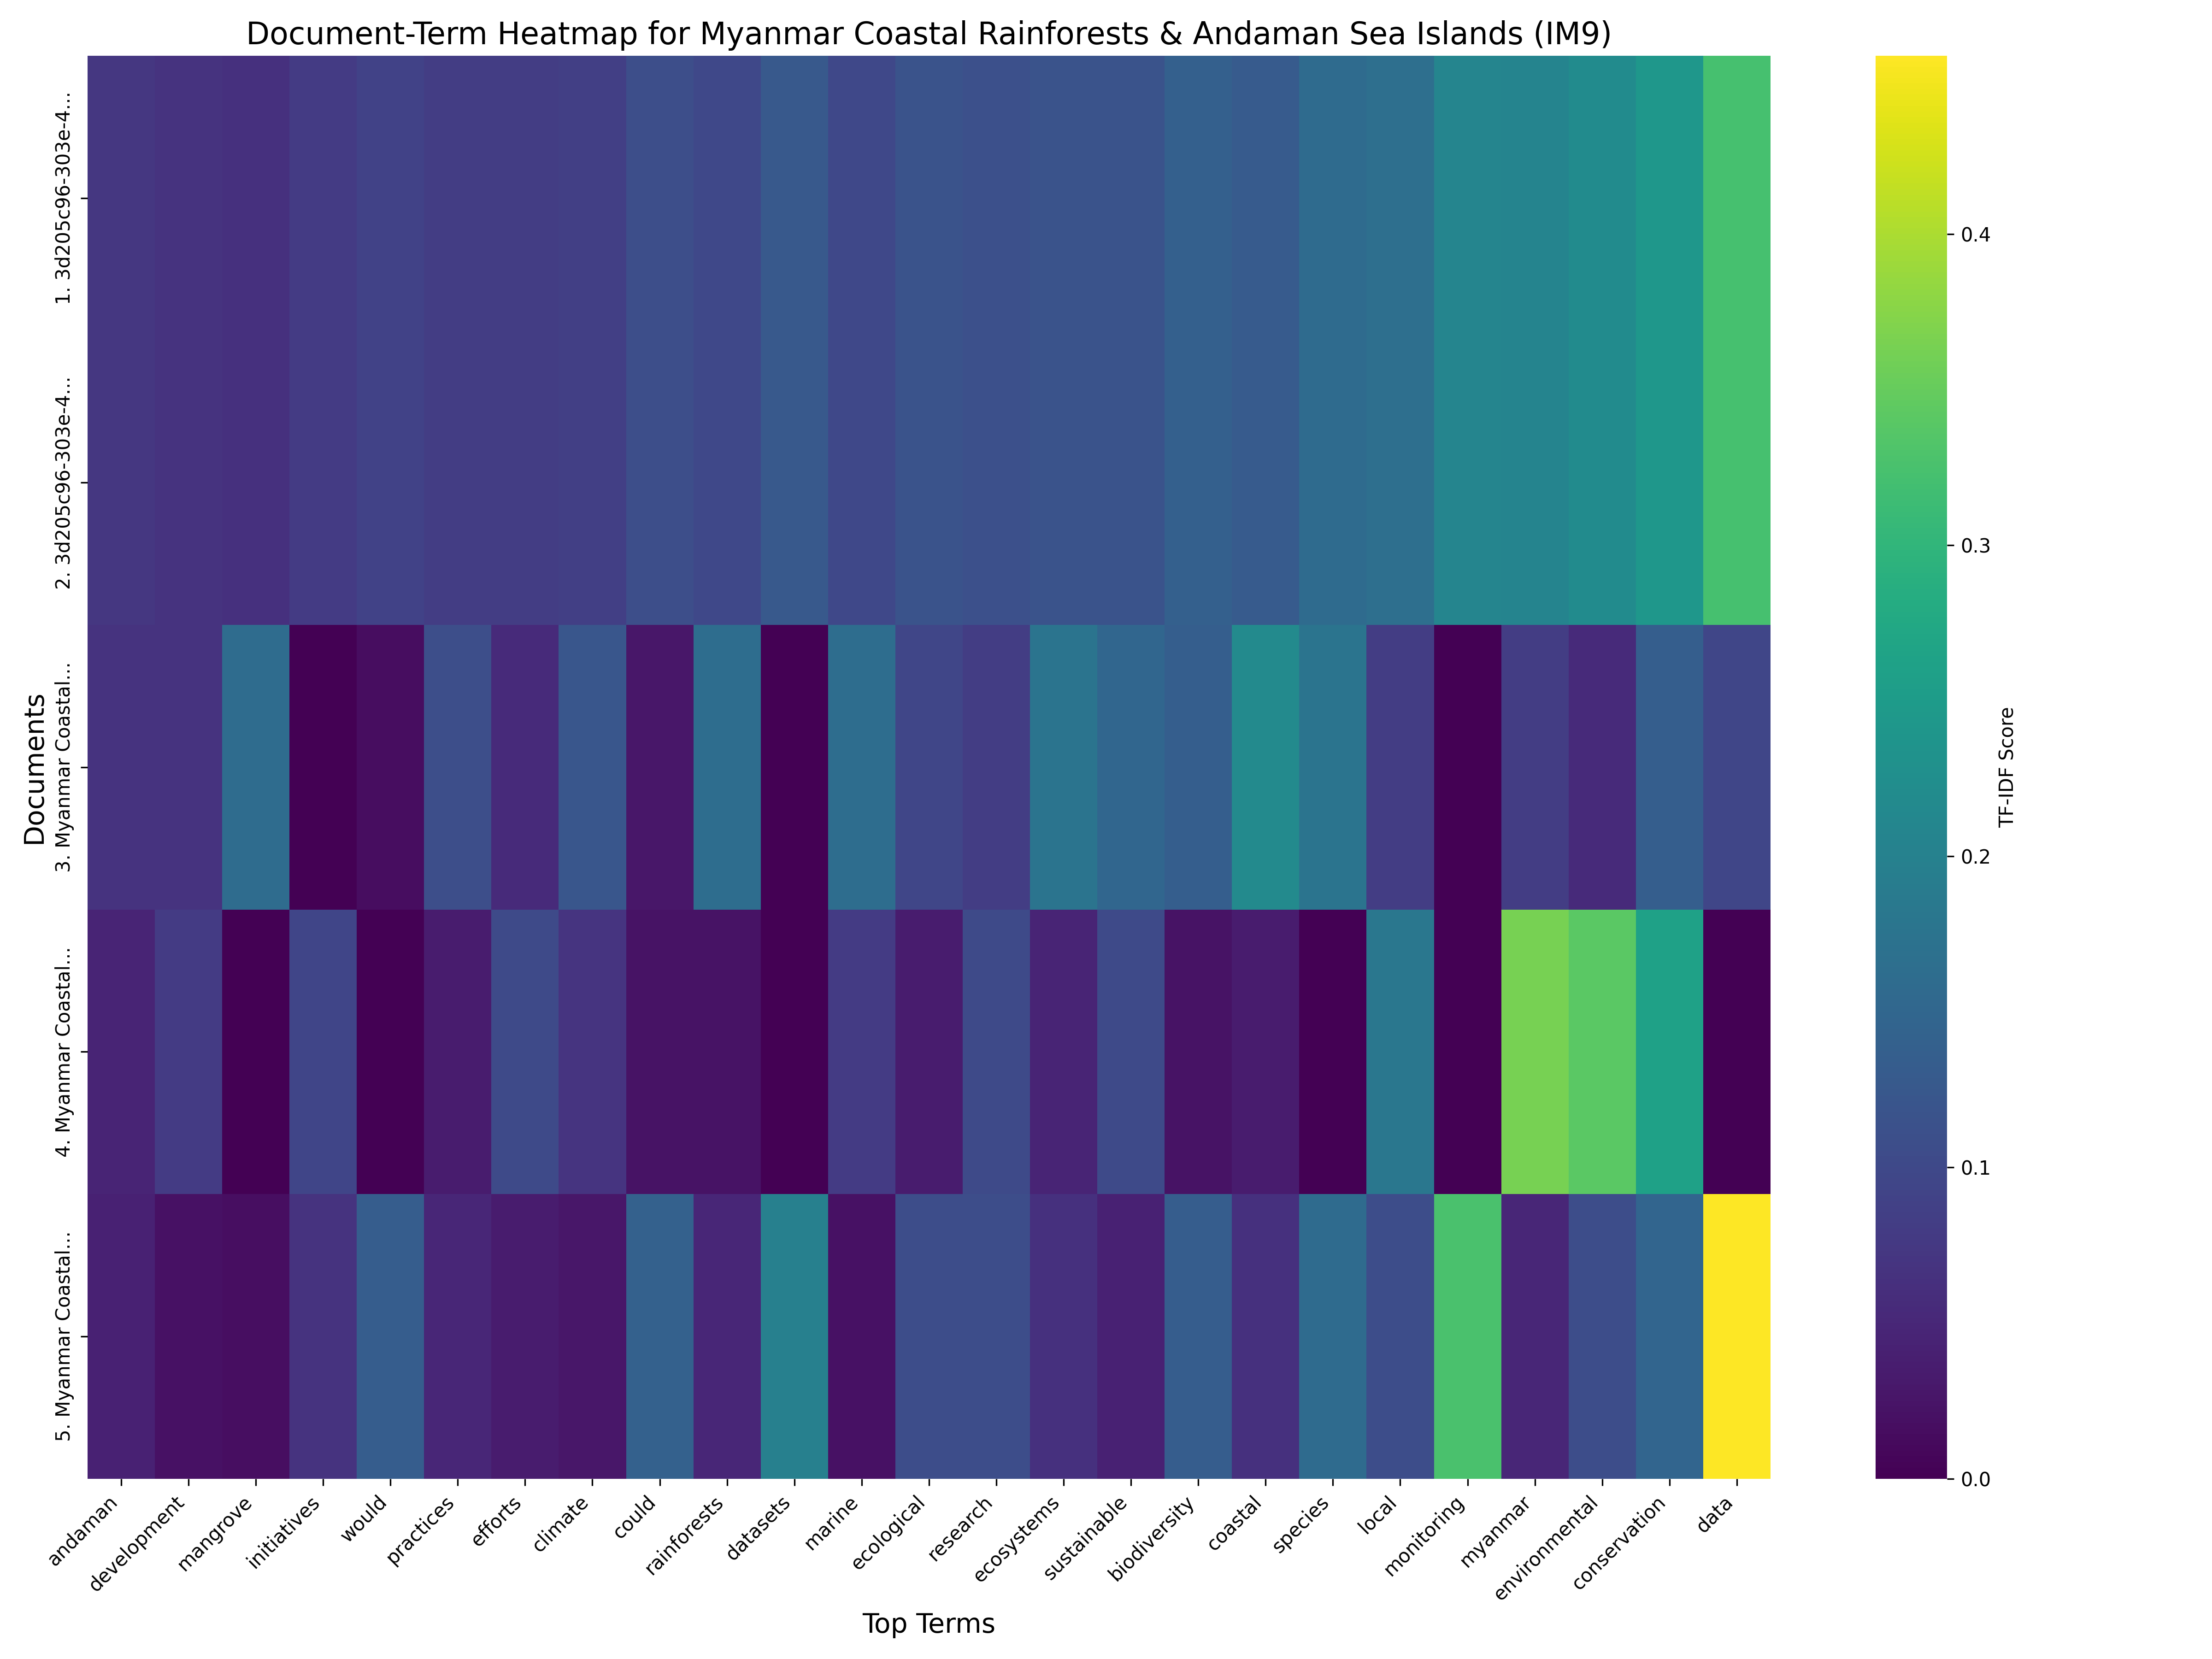 Document-Term Heatmap for Myanmar Coastal Rainforests & Andaman Sea Islands (IM9)
Documents
1. 3d205c96-303e-4...
2. 3d205c96-303e-4...
3. Myanmar Coastal...
4. Myanmar Coastal...
5. Myanmar Coastal...
andaman
development
mangrove
initiatives
would
practices
efforts
climate
could
rainforests
datasets
marine
ecological
research
ecosystems
sustainable
biodiversity
coastal
species
local
monitoring
myanmar
environmental
conservation
data
Top Terms
0.4
0.3
0.2
0.1
0.0
TF-IDF Score